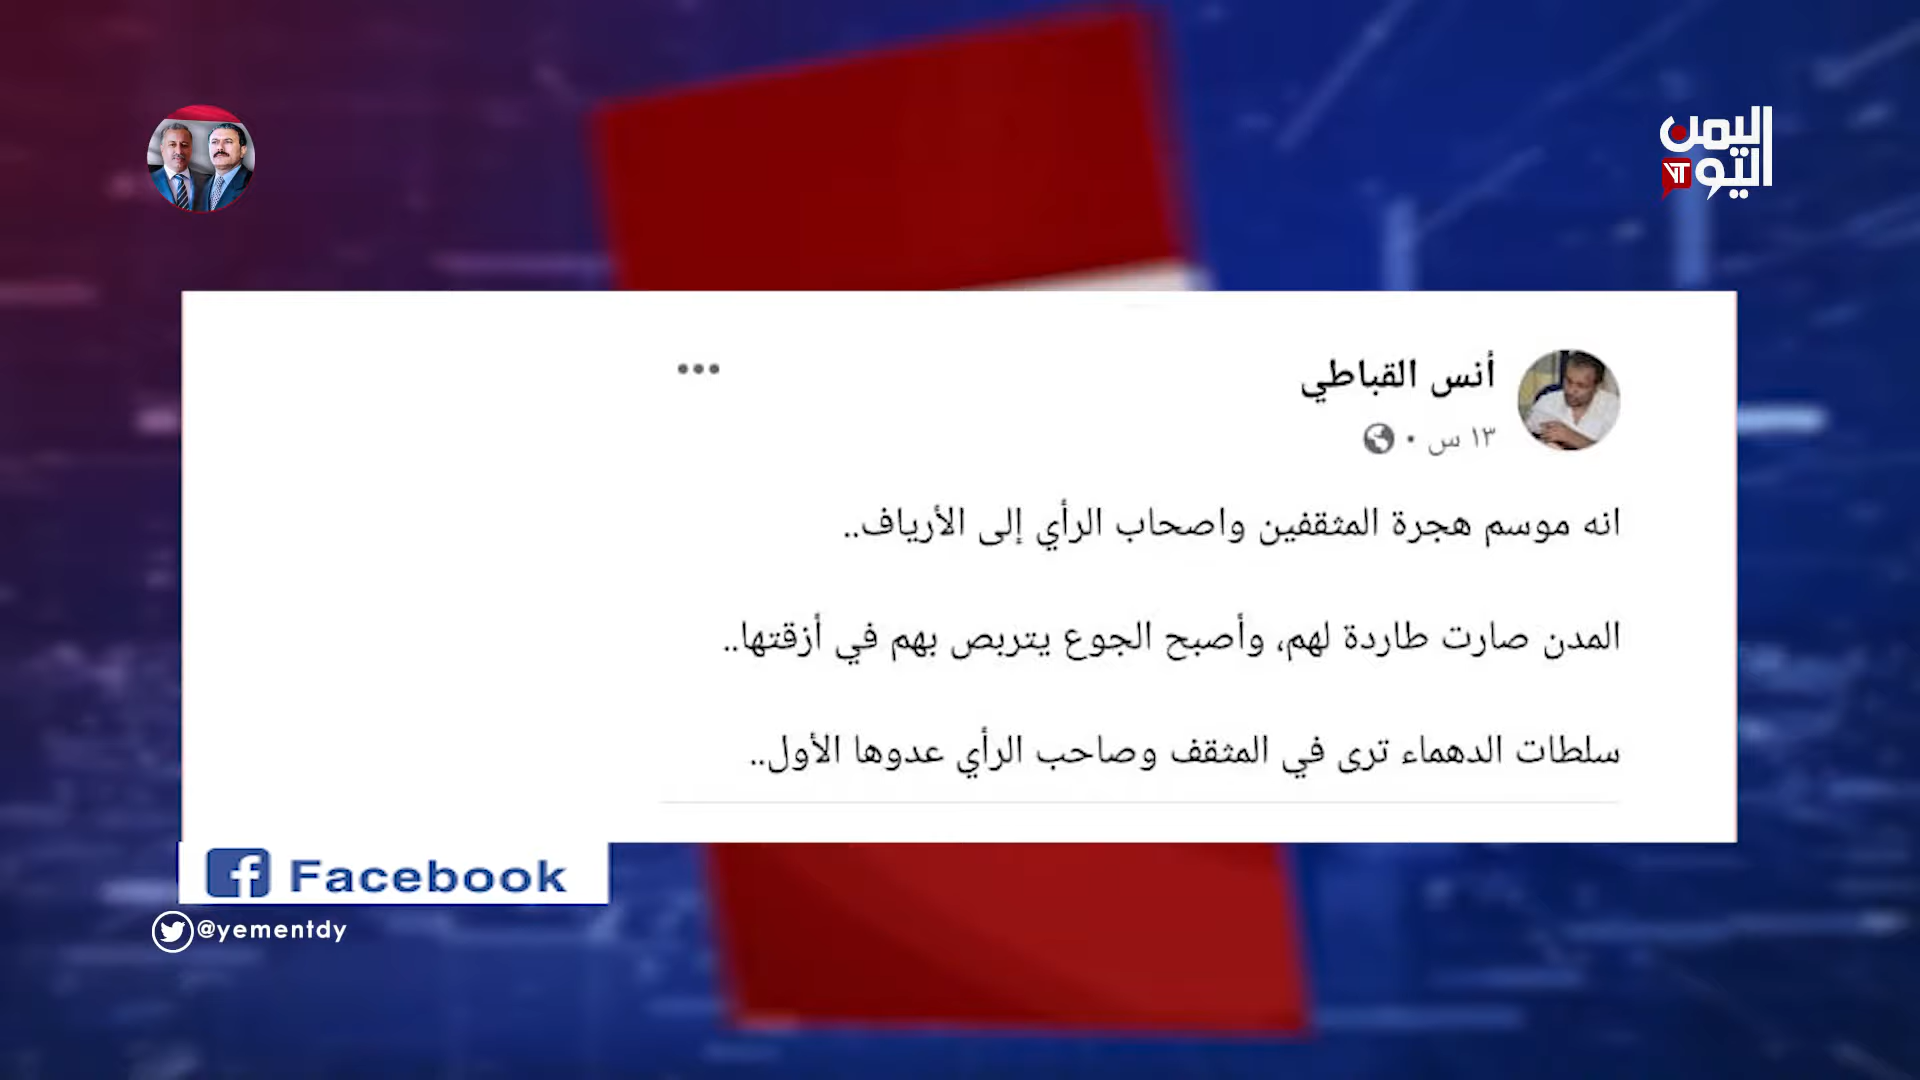 اليمن
اليوم
YT
أنس القباطي
١٣ س •
انه موسم هجرة المثقفين واصحاب الرأي إلى الأرياف..
المدن صارت طاردة لهم، وأصبح الجوع يتربص بهم في أزقتها..
سلطات الدهماء ترى في المثقف وصاحب الرأي عدوها الأول..
Facebook
@yementdy